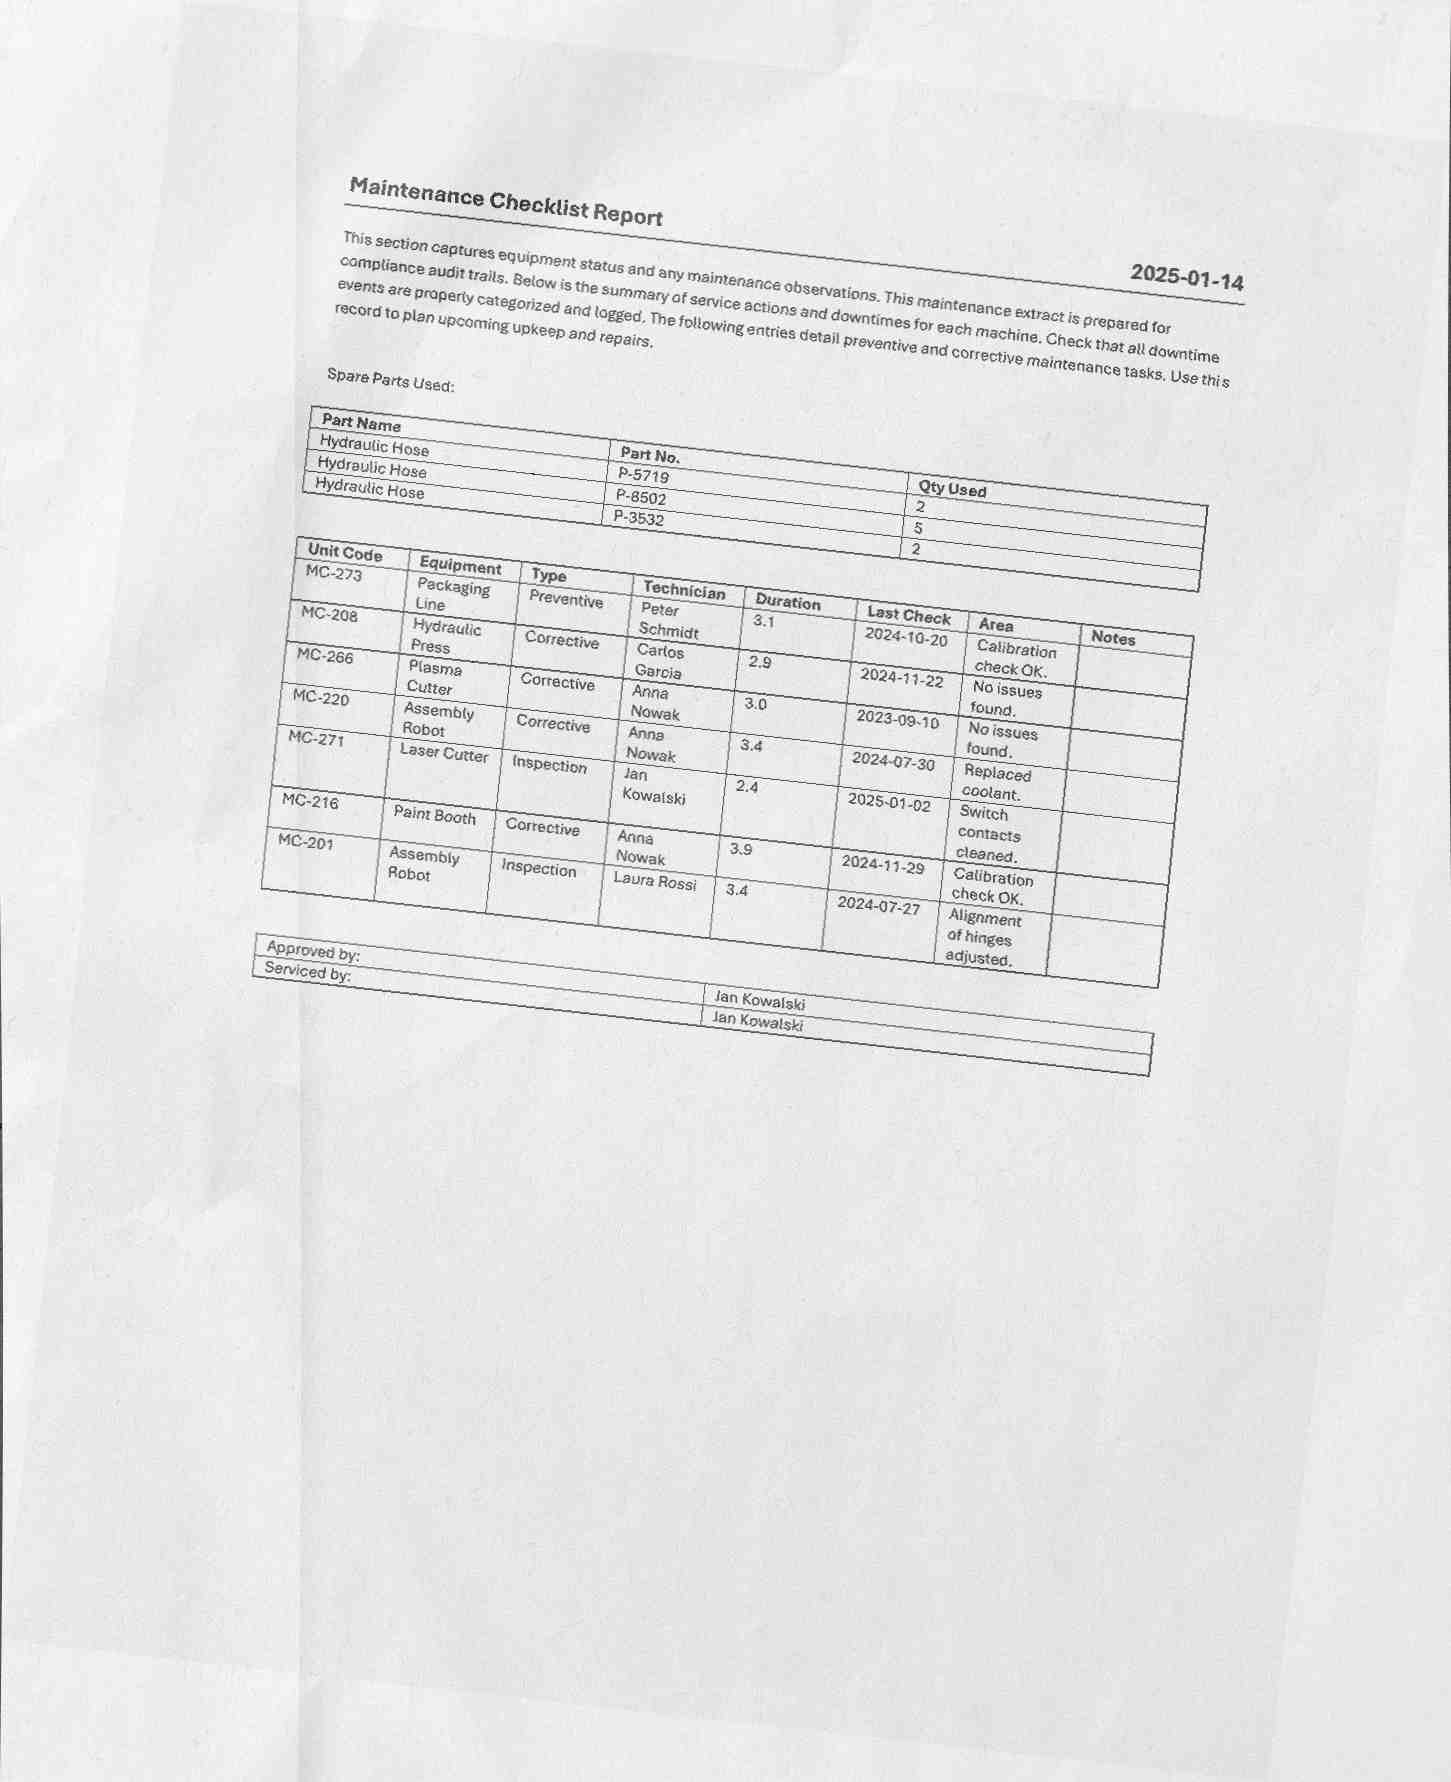 Maintenance Checklist Report
2025-01-14
This section captures equipment status and any maintenance observations. This maintenance extract is prepared for
compliance audit trails. Below is the summary of service actions and downtimes for each machine. Check that all downtime
events are properly categorized and logged. The following entries detail preventive and corrective maintenance tasks. Use this
record to plan upcoming upkeep and repairs.
Spare Parts Used:
Part Name Part No. Qty Used
Hydraulic Hose P-5719 2
Hydraulic Hose P-8502 5
Hydraulic Hose P-3532 2
Unit Code Equipment Type Technician Duration Last Check Area Notes
MC-273 Packaging Line Preventive Peter Schmidt 3.1 2024-10-20 Calibration check OK.
MC-208 Hydraulic Press Corrective Carlos Garcia 2.9 2024-11-22 No issues found.
MC-266 Plasma Cutter Corrective Anna Nowak 3.0 2023-09-10 No issues found.
MC-220 Assembly Robot Corrective Anna Nowak 3.4 2024-07-30 Replaced coolant.
MC-271 Laser Cutter Inspection Jan Kowalski 2.4 2025-01-02 Switch contacts cleaned.
MC-216 Paint Booth Corrective Anna Nowak 3.9 2024-11-29 Calibration check OK.
MC-201 Assembly Robot Inspection Laura Rossi 3.4 2024-07-27 Alignment of hinges adjusted.
Approved by: Jan Kowalski
Serviced by: Jan Kowalski